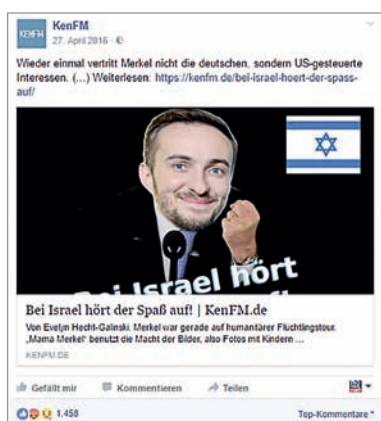 KenFM
KENFM
27. April 2016
Wieder einmal vertritt Merkel nicht die deutschen, sondern US-gesteuerte
Interessen. (...) Weiterlesen: https://kenfm.de/bei-israel-hoert-der-spass-
auf/
Bei Israel hört
Bei Israel hört der Spaß auf! | KenFM.de
Von Evelyn Hecht-Galinski. Merkel war gerade auf humanitärer Flüchtlingstour.
„Mama Merkel“ benutzt die Macht der Bilder, also Fotos mit Kindern ...
KENFM.DE
Gefällt mir Kommentieren Teilen
1.458 Top-Kommentare